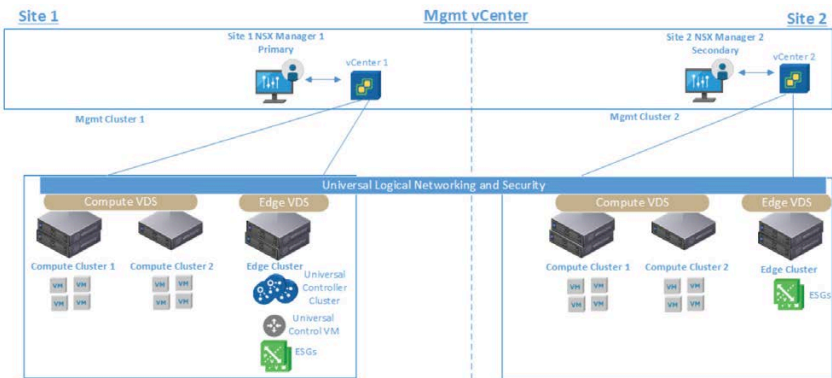 Site 1
Mgmt vCenter
Site 2
Site 1 NSX Manager 1
Primary
vCenter 1
Site 2 NSX Manager 2
Secondary
vCenter 2
Mgmt Cluster 1
Mgmt Cluster 2
Universal Logical Networking and Security
Compute VDS
Edge VDS
Compute VDS
Edge VDS
Compute Cluster 1
Compute Cluster 2
Edge Cluster
Compute Cluster 1
Compute Cluster 2
Edge Cluster
VM VM
VM VM
VM VM
VM VM
Universal
Controller
Cluster
Universal
Control VM
ESGs
VM VM
VM VM
VM VM
VM VM
ESGs